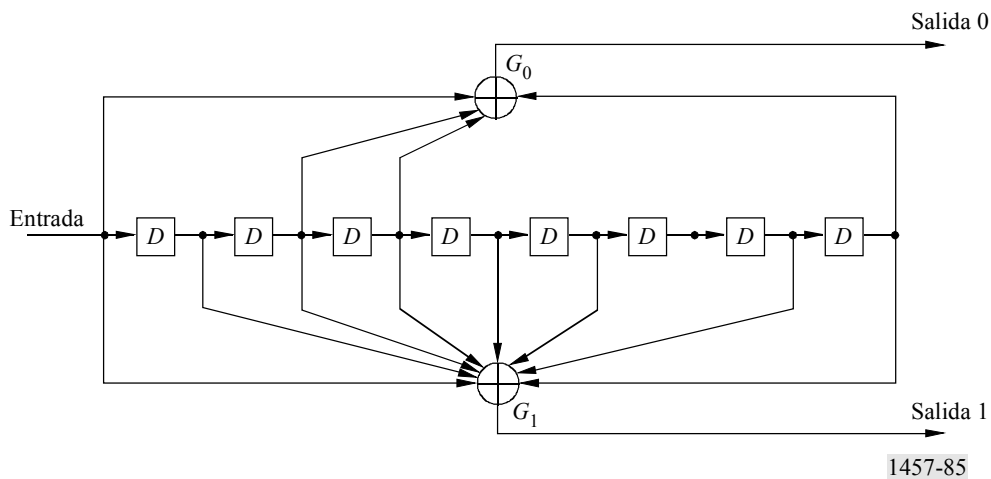 Salida 0
G0
Entrada
D D D D D D D D
G1
Salida 1
1457-85